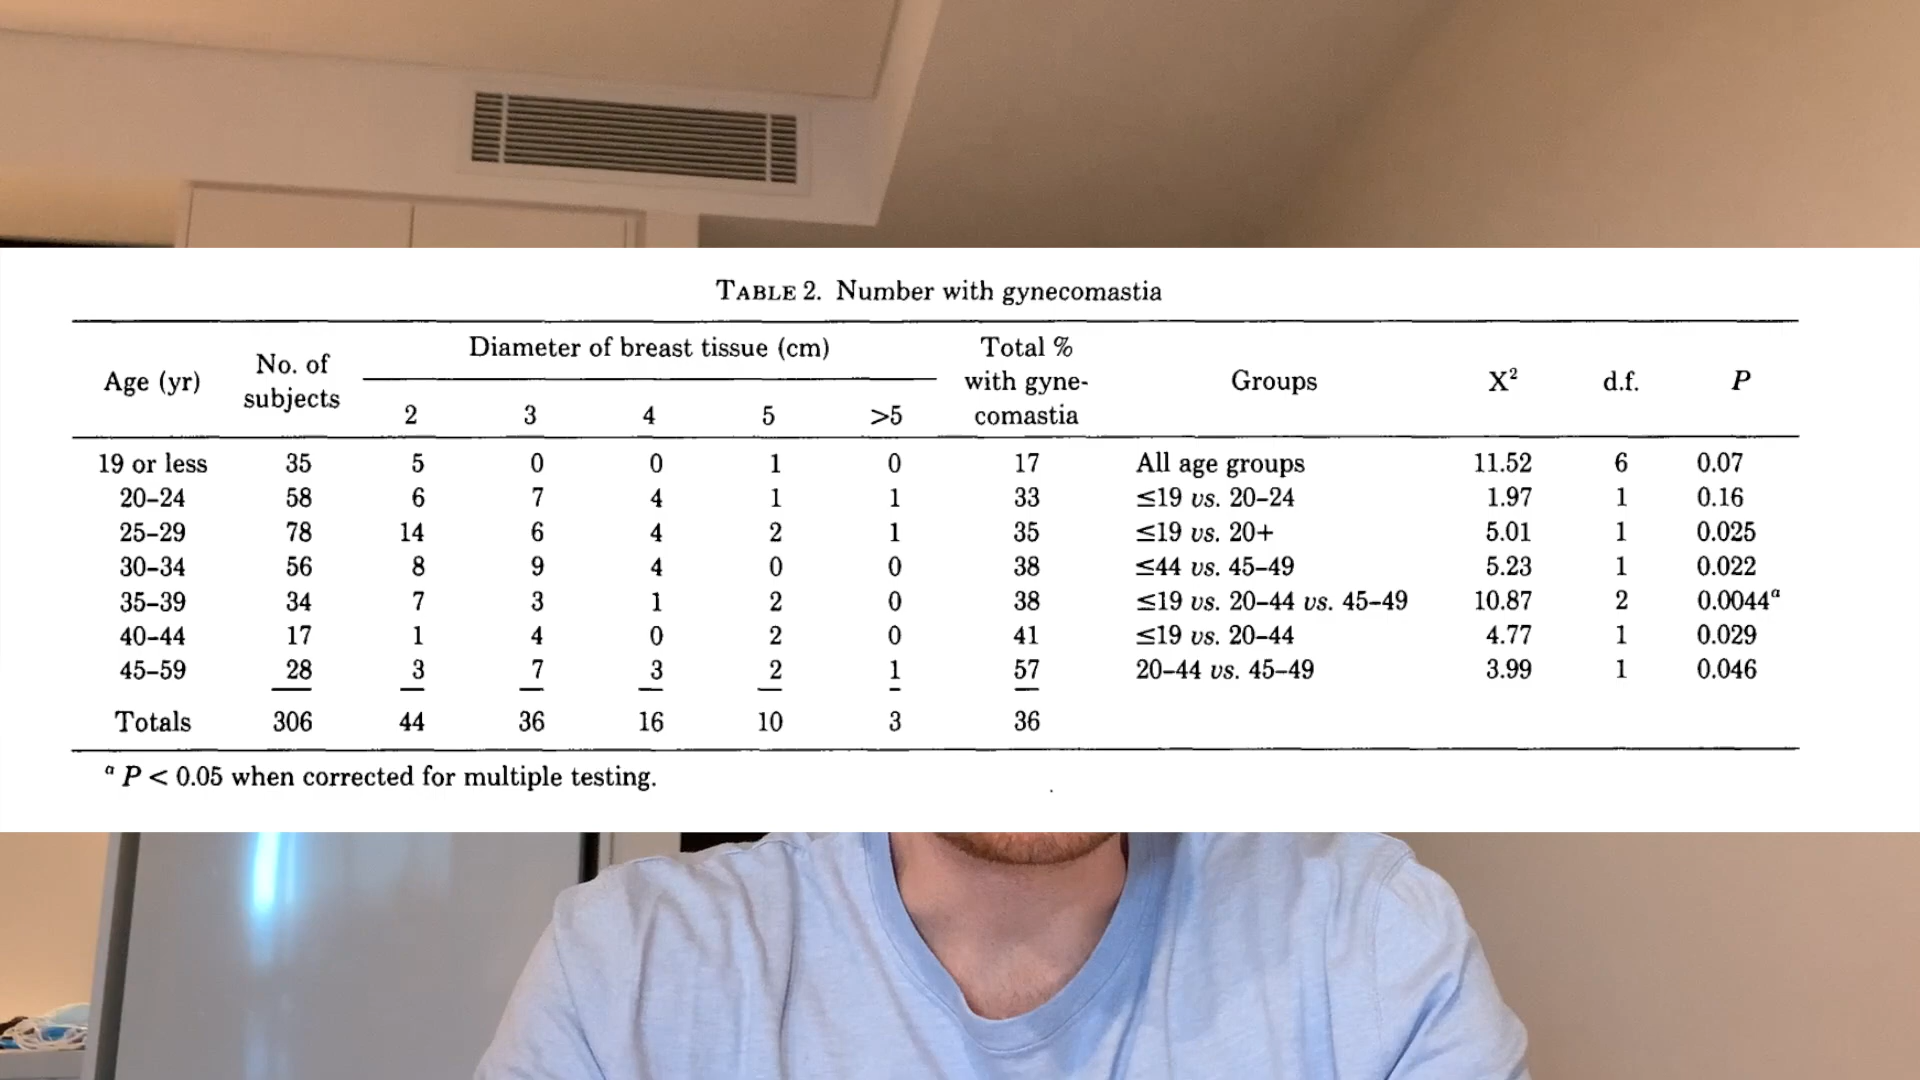 TABLE 2. Number with gynecomastia
Age (yr) No. of subjects Diameter of breast tissue (cm) Total % with gyne-comastia Groups X² d.f. P
2 3 4 5 >5
19 or less 35 5 0 0 1 0 17 All age groups 11.52 6 0.07
20–24 58 6 7 4 1 1 33 ≤19 vs. 20–24 1.97 1 0.16
25–29 78 14 6 4 2 1 35 ≤19 vs. 20+ 5.01 1 0.025
30–34 56 8 9 4 0 0 38 ≤44 vs. 45–49 5.23 1 0.022
35–39 34 7 3 1 2 0 38 ≤19 vs. 20–44 vs. 45–49 10.87 2 0.0044ᵃ
40–44 17 1 4 0 2 0 41 ≤19 vs. 20–44 4.77 1 0.029
45–59 28 3 7 3 2 1 57 20–44 vs. 45–49 3.99 1 0.046
Totals 306 44 36 16 10 3 36
ᵃ P < 0.05 when corrected for multiple testing.